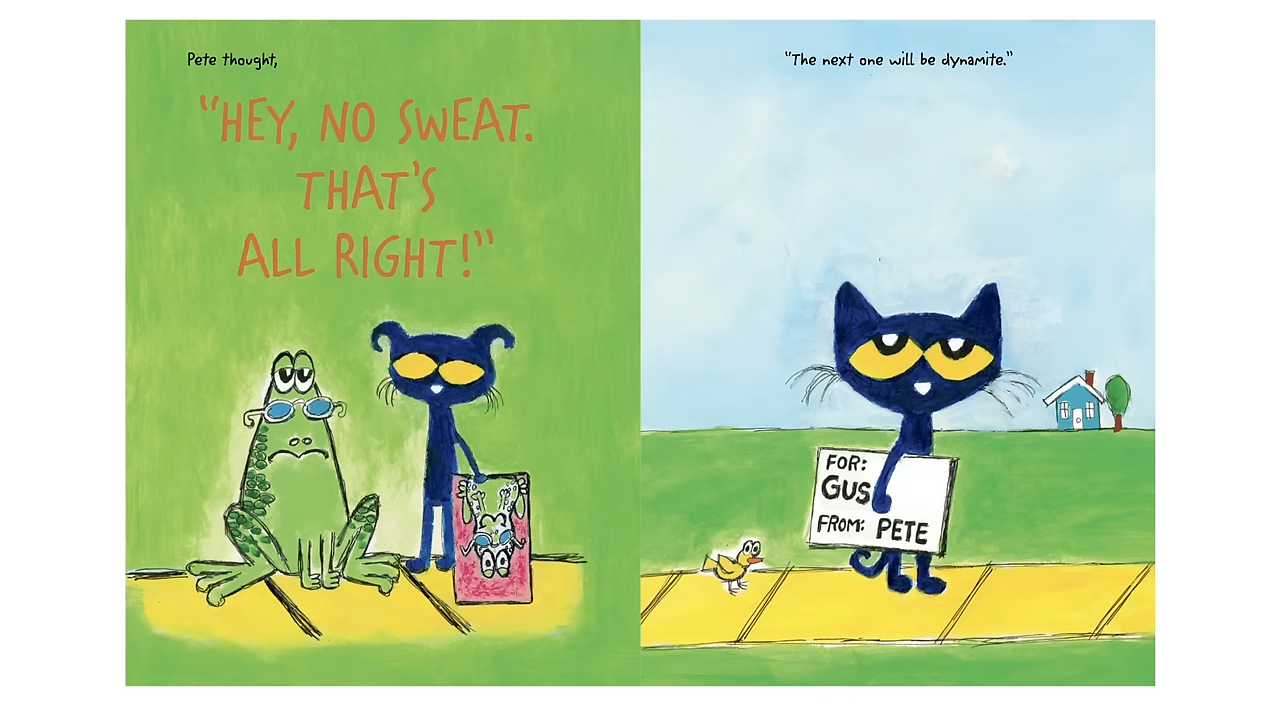 Pete thought,
“HEY, NO SWEAT.
THAT’S
ALL RIGHT!”
“The next one will be dynamite.”
FOR:
GUS
FROM: PETE